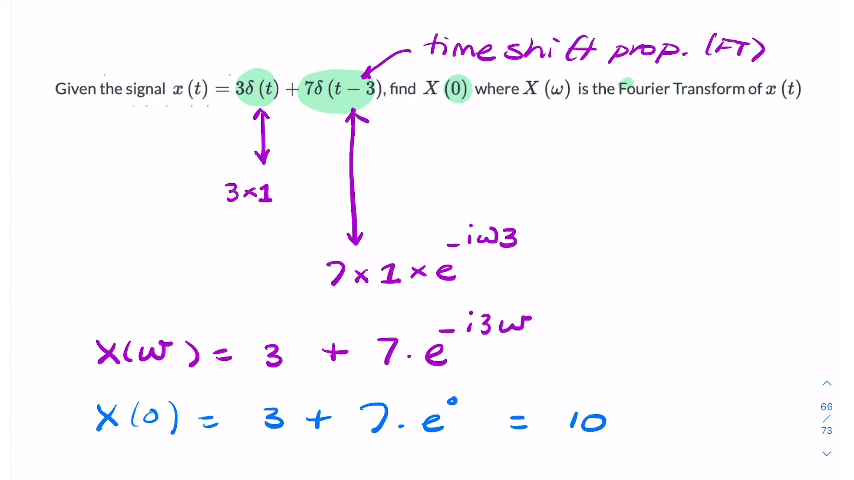 time shift prop. (FT)
Given the signal x (t) = 3δ (t) + 7δ (t − 3), find X (0) where X (ω) is the Fourier Transform of x (t)
3×1
7 × 1 × e^{-iω3}
X(ω) = 3 + 7. e^{-i3ω}
X(0) = 3 + 7. e^{0} = 10
66
/
73